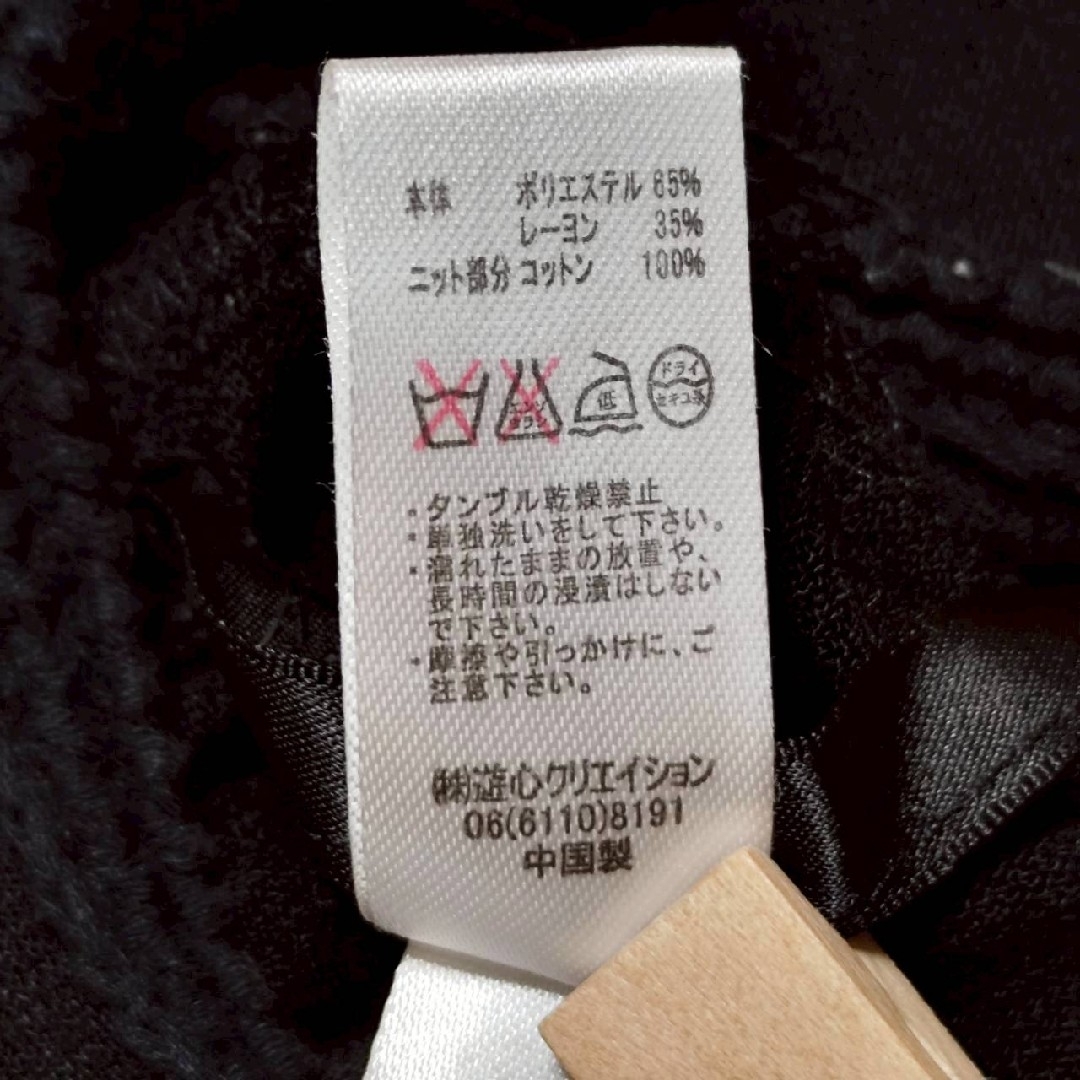 本体 ポリエステル 65%
レーヨン 35%
ニット部分 コットン 100%
低
ドライ
セキユ系
・タンブル乾燥禁止
・単独洗いをして下さい。
・濡れたままの放置や、
長時間の浸漬はしない
で下さい。
・摩擦や引っかけに、ご
注意下さい。
㈱遊心クリエイション
06(6110)8191
中国製